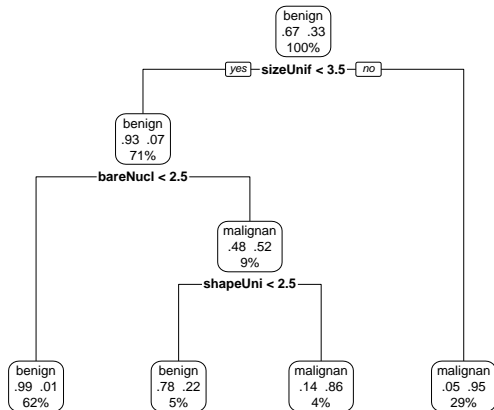 benign
.67 .33
100%
yes sizeUnif < 3.5 no
benign
.93 .07
71%
bareNucl < 2.5
malignan
.48 .52
9%
shapeUni < 2.5
benign
.99 .01
62%
benign
.78 .22
5%
malignan
.14 .86
4%
malignan
.05 .95
29%